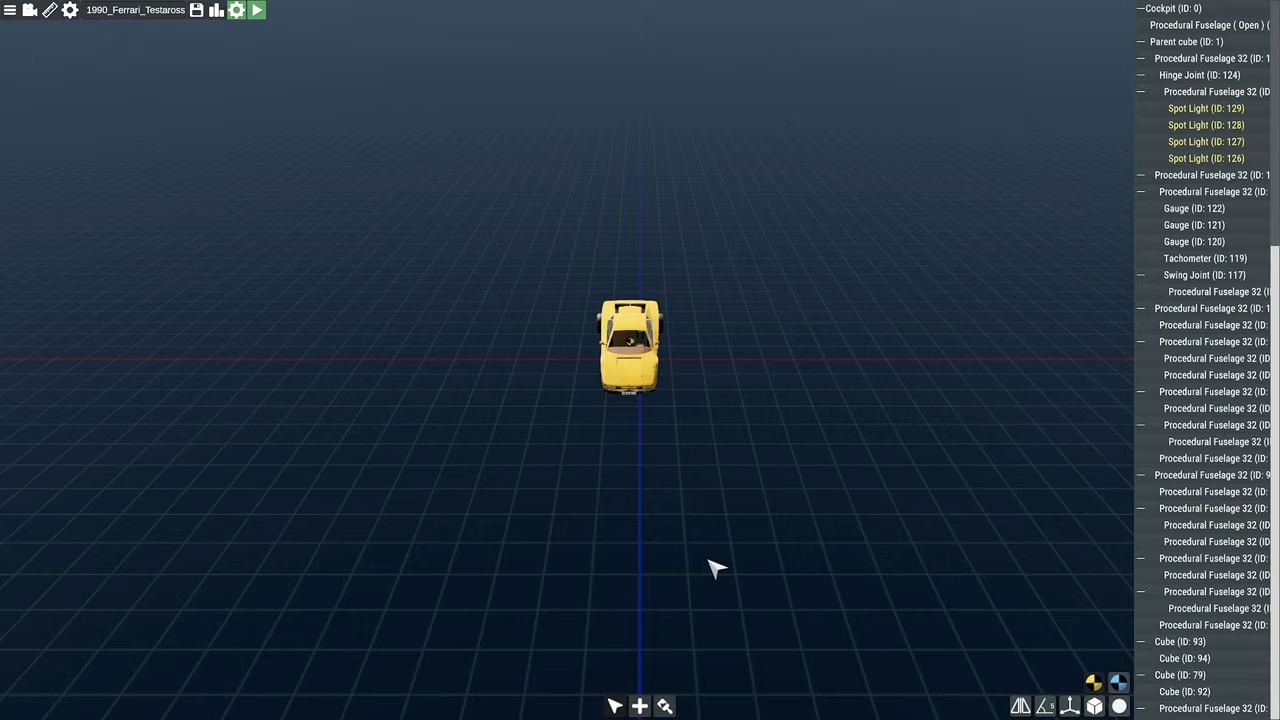 1990_Ferrari_Testaross
Cockpit (ID: 0)
Procedural Fuselage ( Open ) (
Parent cube (ID: 1)
Procedural Fuselage 32 (ID: 1
Hinge Joint (ID: 124)
Procedural Fuselage 32 (ID
Spot Light (ID: 129)
Spot Light (ID: 128)
Spot Light (ID: 127)
Spot Light (ID: 126)
Procedural Fuselage 32 (ID: 1
Procedural Fuselage 32 (ID:
Gauge (ID: 122)
Gauge (ID: 121)
Gauge (ID: 120)
Tachometer (ID: 119)
Swing Joint (ID: 117)
Procedural Fuselage 32 (I
Procedural Fuselage 32 (ID: 1
Procedural Fuselage 32 (ID:
Procedural Fuselage 32 (ID:
Procedural Fuselage 32 (ID
Procedural Fuselage 32 (ID
Procedural Fuselage 32 (ID:
Procedural Fuselage 32 (ID
Procedural Fuselage 32 (ID
Procedural Fuselage 32 (I
Procedural Fuselage 32 (ID:
Procedural Fuselage 32 (ID: 9
Procedural Fuselage 32 (ID:
Procedural Fuselage 32 (ID:
Procedural Fuselage 32 (ID
Procedural Fuselage 32 (ID
Procedural Fuselage 32 (ID:
Procedural Fuselage 32 (ID
Procedural Fuselage 32 (ID
Procedural Fuselage 32 (I
Procedural Fuselage 32 (ID:
Cube (ID: 93)
Cube (ID: 94)
Cube (ID: 79)
Cube (ID: 92)
Procedural Fuselage 32 (ID:
5